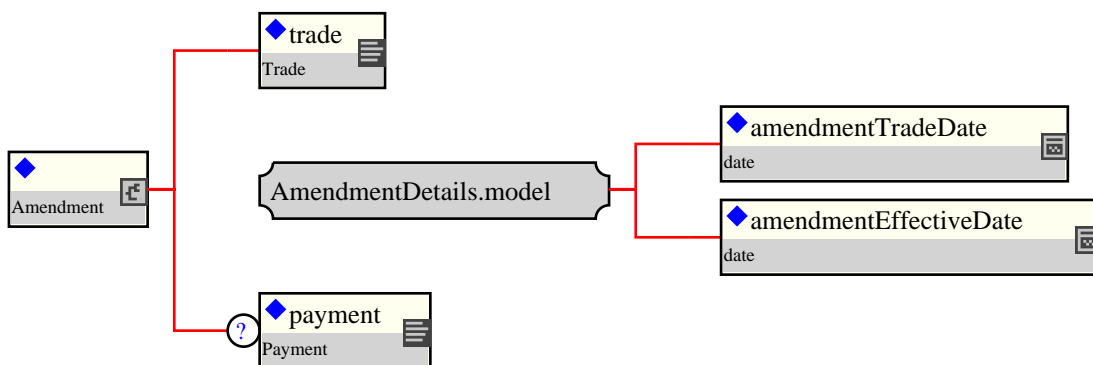 trade
Trade
Amendment
AmendmentDetails.model
amendmentTradeDate
date
amendmentEffectiveDate
date
?
payment
Payment